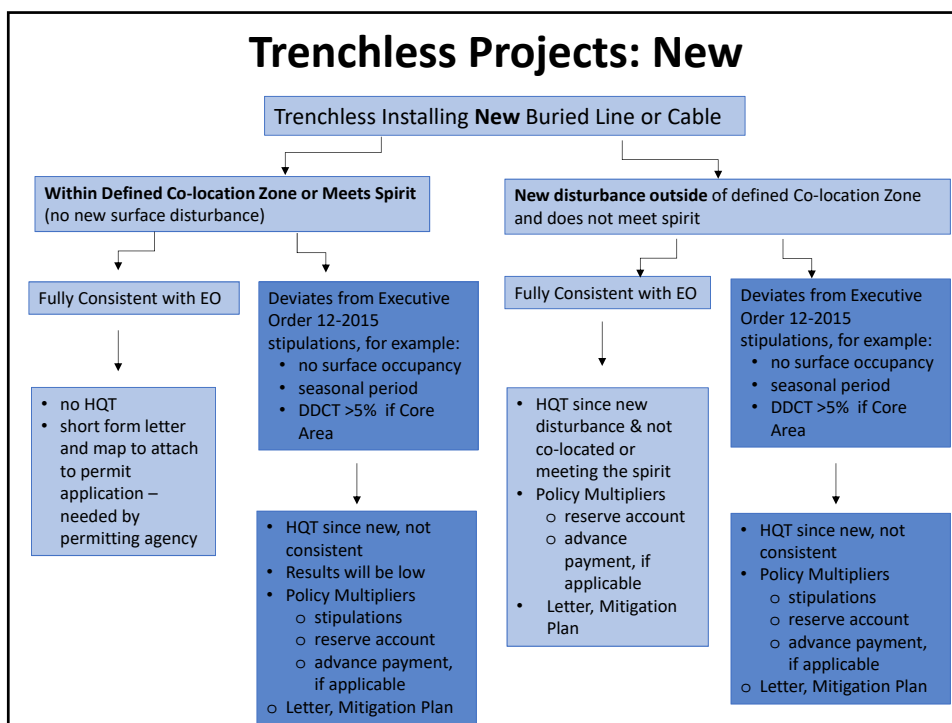 Trenchless Projects: New
Trenchless Installing New Buried Line or Cable
Within Defined Co-location Zone or Meets Spirit
(no new surface disturbance)
New disturbance outside of defined Co-location Zone
and does not meet spirit
Fully Consistent with EO
Deviates from Executive
Order 12-2015
stipulations, for example:
• no surface occupancy
• seasonal period
• DDCT >5% if Core
Area
Fully Consistent with EO
Deviates from Executive
Order 12-2015
stipulations, for example:
• no surface occupancy
• seasonal period
• DDCT >5% if Core
Area
• no HQT
• short form letter
and map to attach
to permit
application –
needed by
permitting agency
• HQT since new, not
consistent
• Results will be low
• Policy Multipliers
o stipulations
o reserve account
o advance payment,
if applicable
o Letter, Mitigation Plan
• HQT since new
disturbance & not
co-located or
meeting the spirit
• Policy Multipliers
o reserve account
o advance
payment, if
applicable
• Letter, Mitigation
Plan
• HQT since new, not
consistent
• Policy Multipliers
o stipulations
o reserve account
o advance payment,
if applicable
o Letter, Mitigation Plan